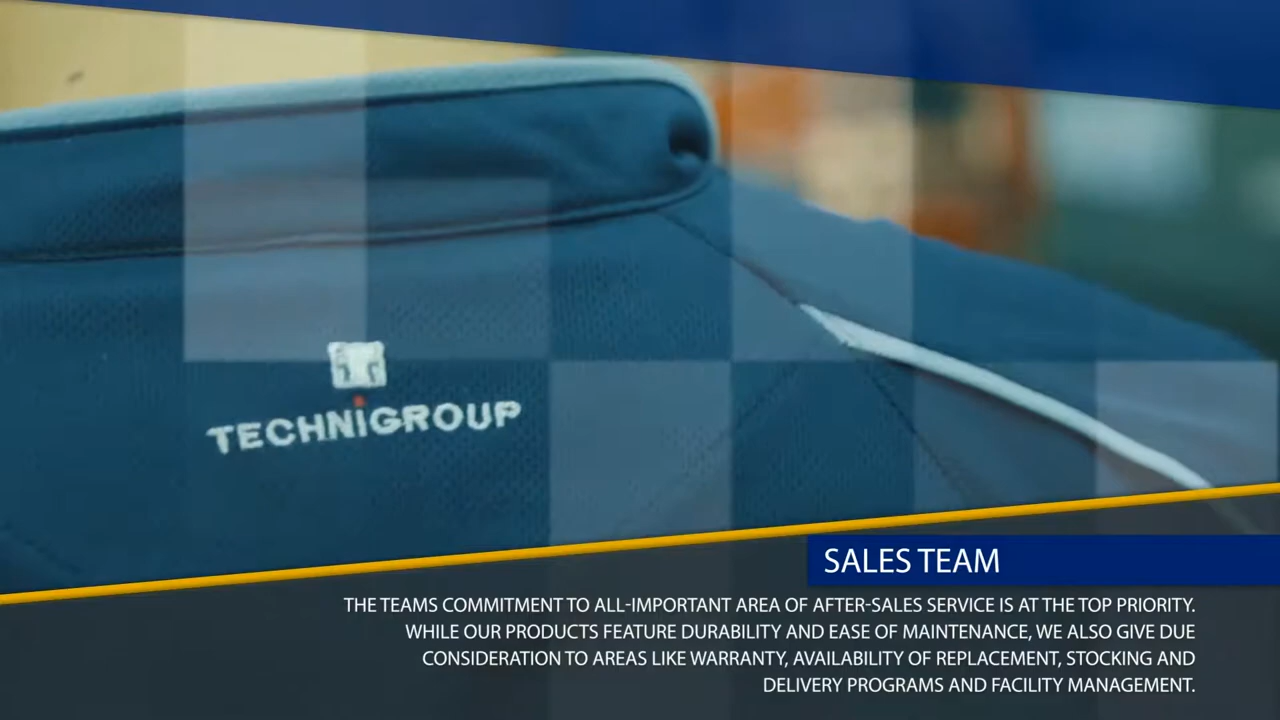 TECHNiGROUP
SALES TEAM
THE TEAMS COMMITMENT TO ALL-IMPORTANT AREA OF AFTER-SALES SERVICE IS AT THE TOP PRIORITY.
WHILE OUR PRODUCTS FEATURE DURABILITY AND EASE OF MAINTENANCE, WE ALSO GIVE DUE
CONSIDERATION TO AREAS LIKE WARRANTY, AVAILABILITY OF REPLACEMENT, STOCKING AND
DELIVERY PROGRAMS AND FACILITY MANAGEMENT.